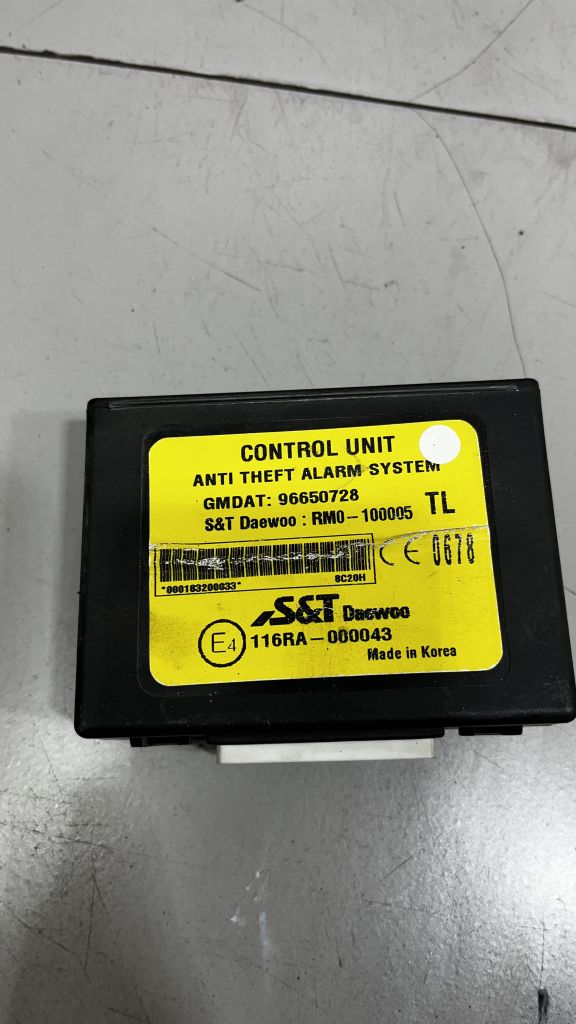 CONTROL UNIT
ANTI THEFT ALARM SYSTEM
GMDAT: 96650728
S&T Daewoo : RM0-100005 TL
CE 0678
*000183200033* 8C20H
S&T Daewoo
E4 116RA-000043
Made in Korea